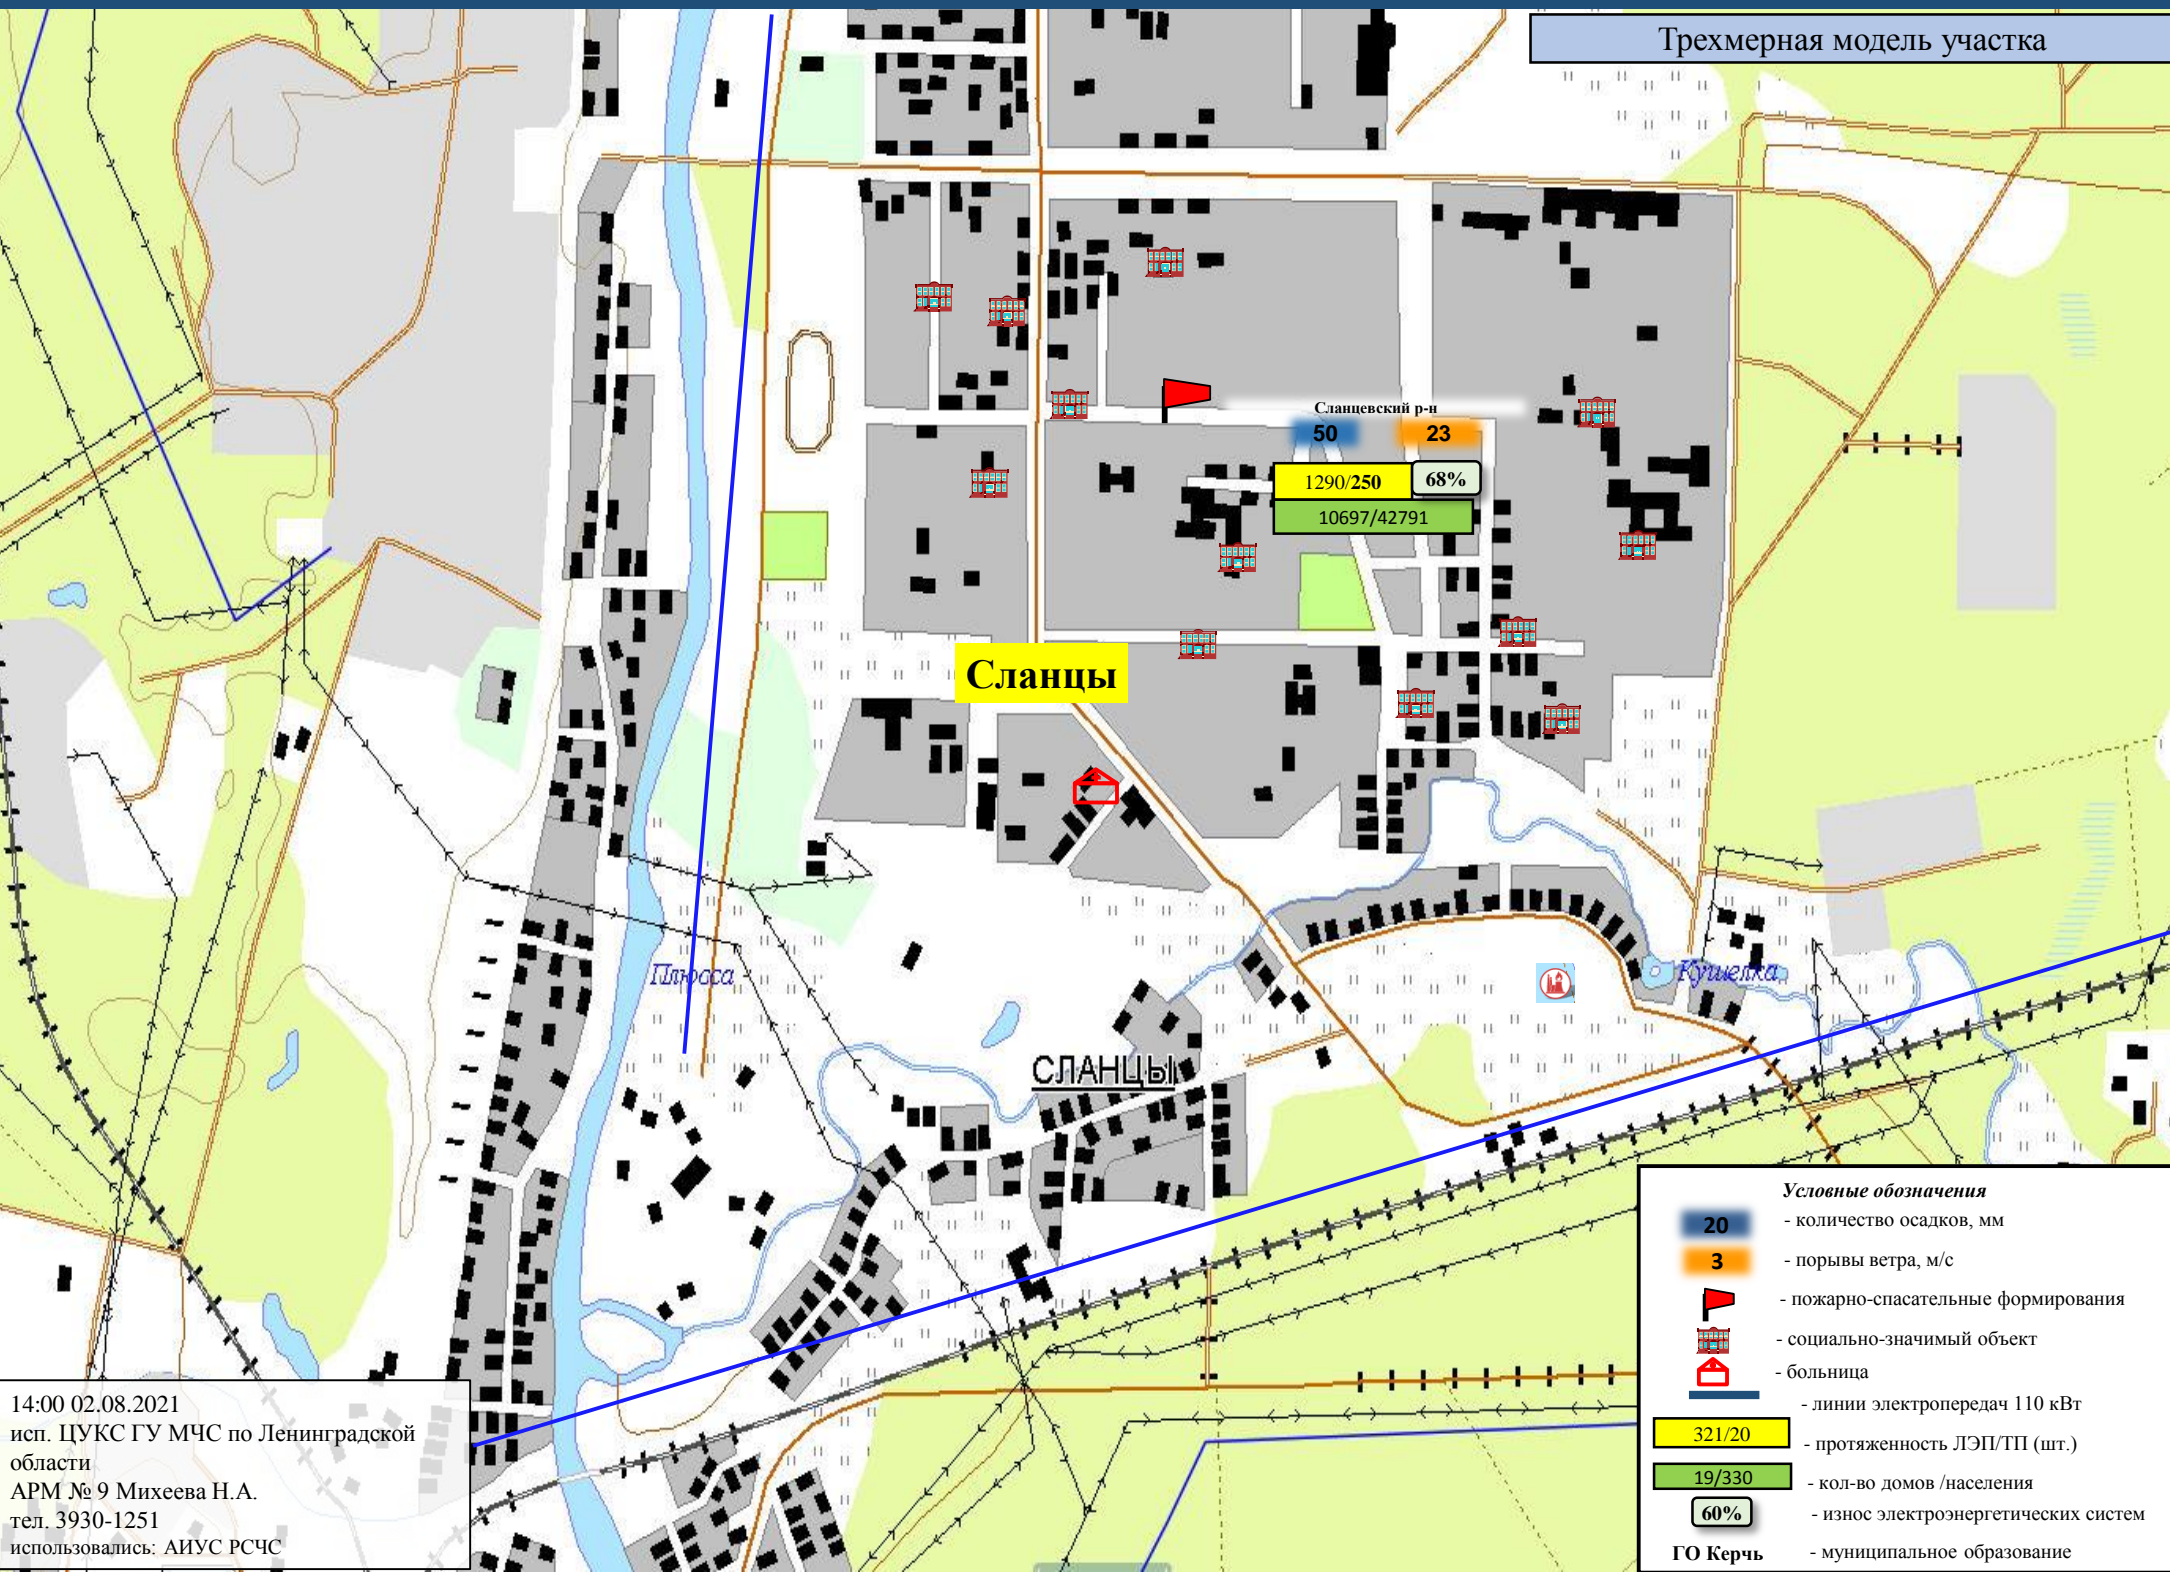 Трехмерная модель участка
Сланцевский р-н
50
23
1290/250
68%
10697/42791
Сланцы
Плюсса
Кушелка
СЛАНЦЫ
Условные обозначения
20 - количество осадков, мм
3 - порывы ветра, м/с
- пожарно-спасательные формирования
- социально-значимый объект
- больница
- линии электропередач 110 кВт
321/20 - протяженность ЛЭП/ТП (шт.)
19/330 - кол-во домов /населения
60% - износ электроэнергетических систем
ГО Керчь - муниципальное образование
14:00 02.08.2021
исп. ЦУКС ГУ МЧС по Ленинградской
области
АРМ № 9 Михеева Н.А.
тел. 3930-1251
использовались: АИУС РСЧС